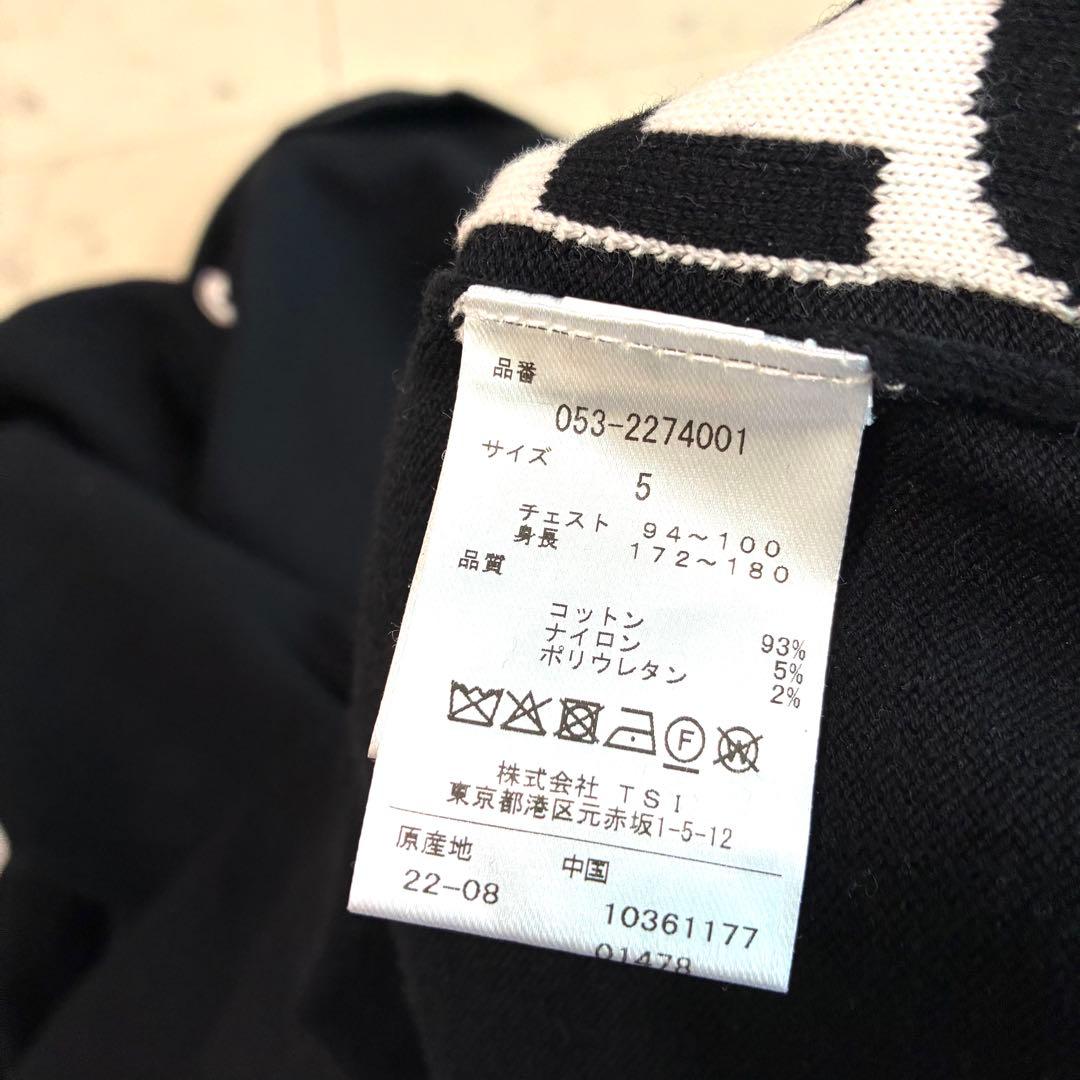 品番
053-2274001
サイズ
5
チェスト 94～100
身長 172～180
品質
コットン 93%
ナイロン 5%
ポリウレタン 2%
F W
株式会社 TSI
東京都港区元赤坂1-5-12
原産地 中国
22-08
10361177
01478